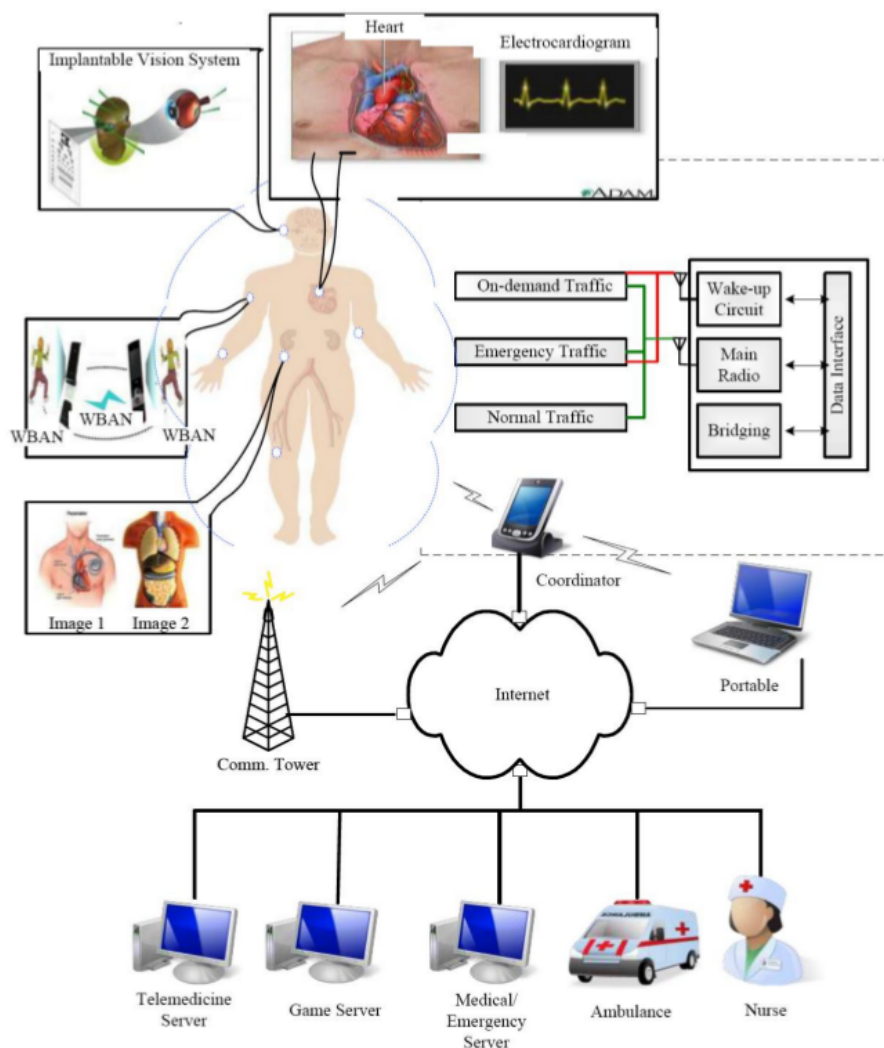 Heart
Electrocardiogram
Implantable Vision System
ADAM
On-demand Traffic
Wake-up
Circuit
Emergency Traffic
Main
Radio
Data Interface
Normal Traffic
Bridging
WBAN
WBAN
WBAN
Image 1
Image 2
Coordinator
Internet
Portable
Comm. Tower
AMBULANCE
Telemedicine
Server
Game Server
Medical/
Emergency
Server
Ambulance
Nurse